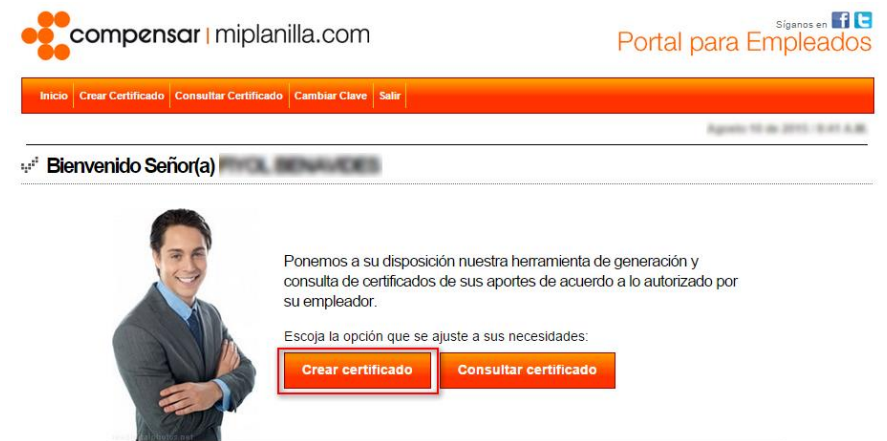 compensar | miplanilla.com
Síganos en
Portal para Empleados
Inicio Crear Certificado Consultar Certificado Cambiar Clave Salir
Bienvenido Señor(a)
Ponemos a su disposición nuestra herramienta de generación y
consulta de certificados de sus aportes de acuerdo a lo autorizado por
su empleador.
Escoja la opción que se ajuste a sus necesidades:
Crear certificado Consultar certificado